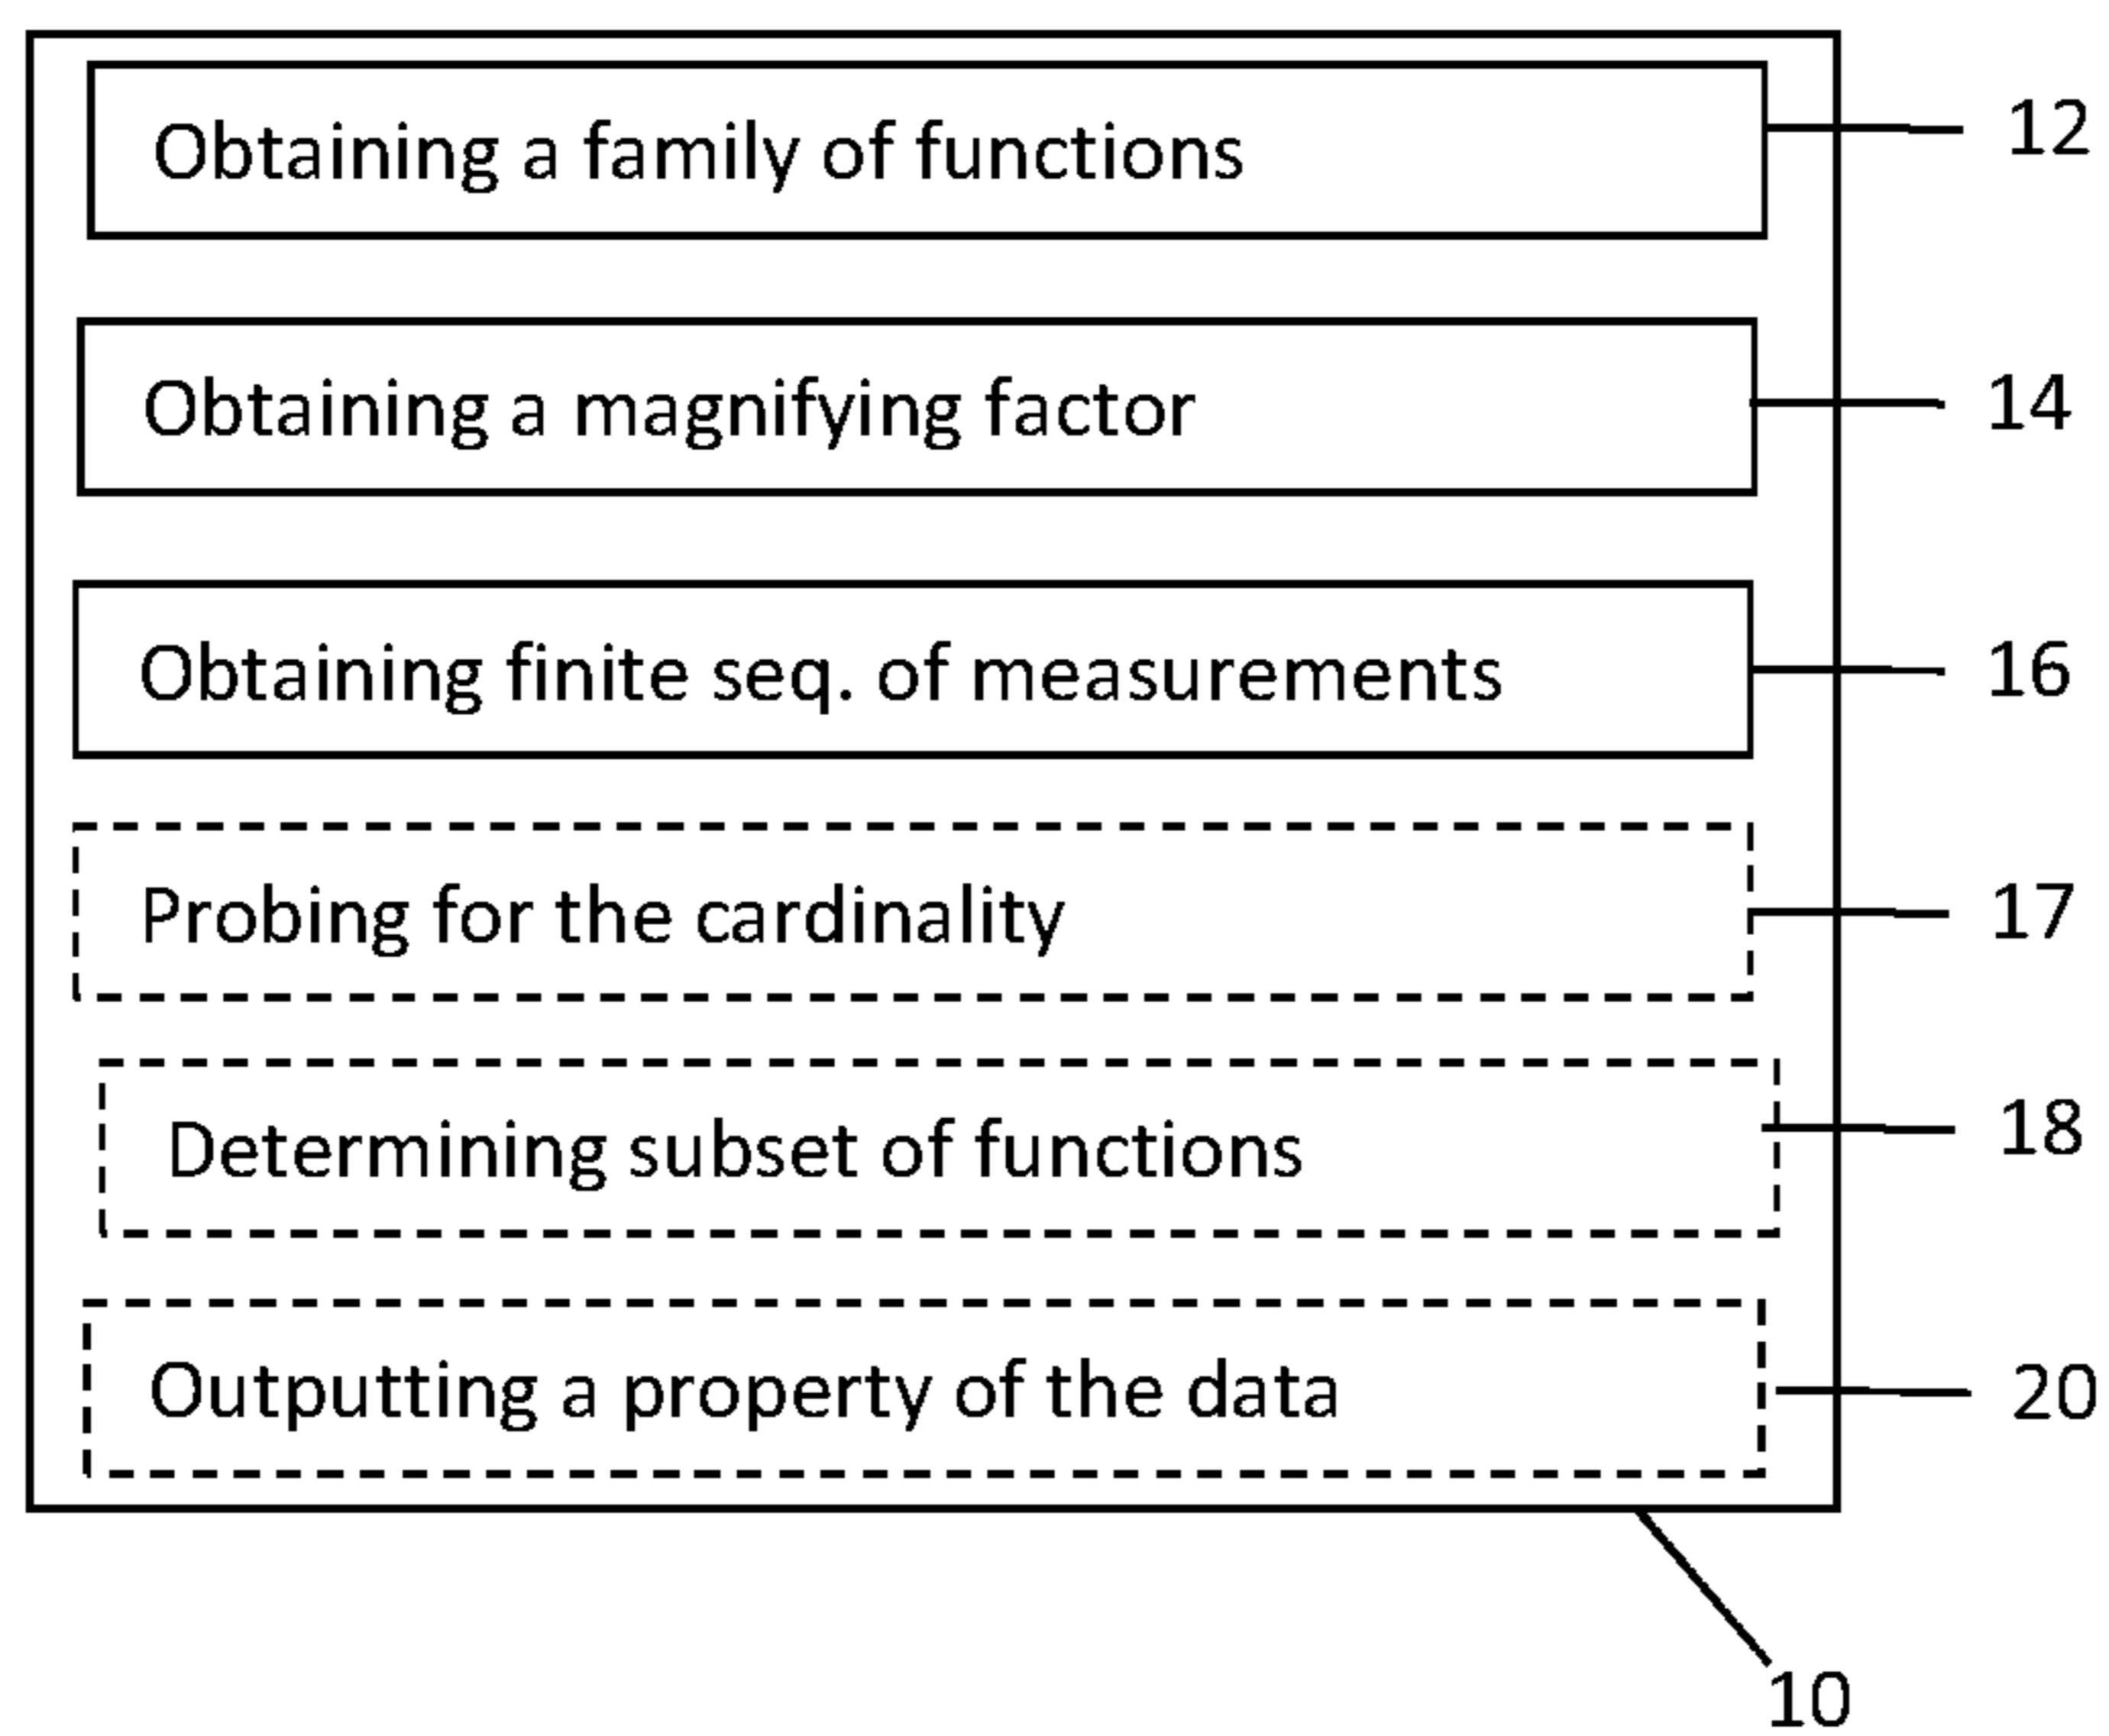 Obtaining a family of functions 12
Obtaining a magnifying factor 14
Obtaining finite seq. of measurements 16
Probing for the cardinality 17
Determining subset of functions 18
Outputting a property of the data 20
10